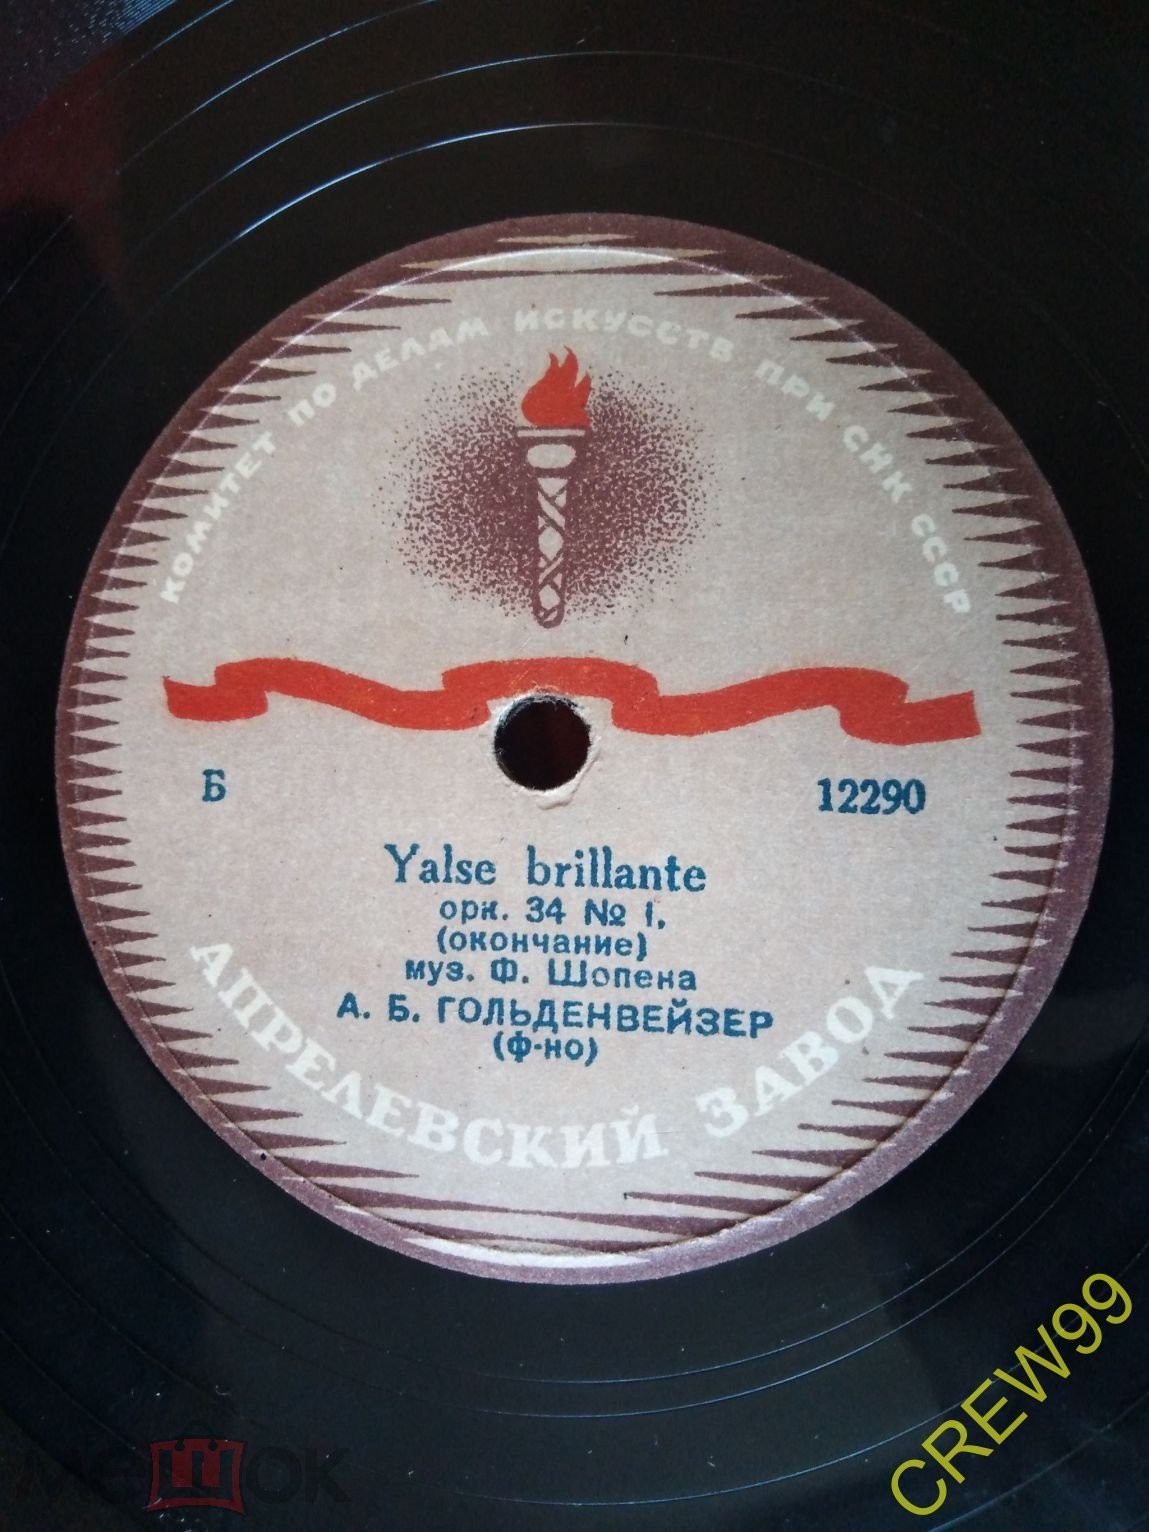 КОМИТЕТ ПО ДЕЛАМ ИСКУССТВ ПРИ СНК СССР
Б 12290
Yalse brillante
орк. 34 № 1,
(окончание)
муз. Ф. Шопена
А. Б. ГОЛЬДЕНВЕЙЗЕР
(ф-но)
АПРЕЛЕВСКИЙ ЗАВОД
CREW99
мешок